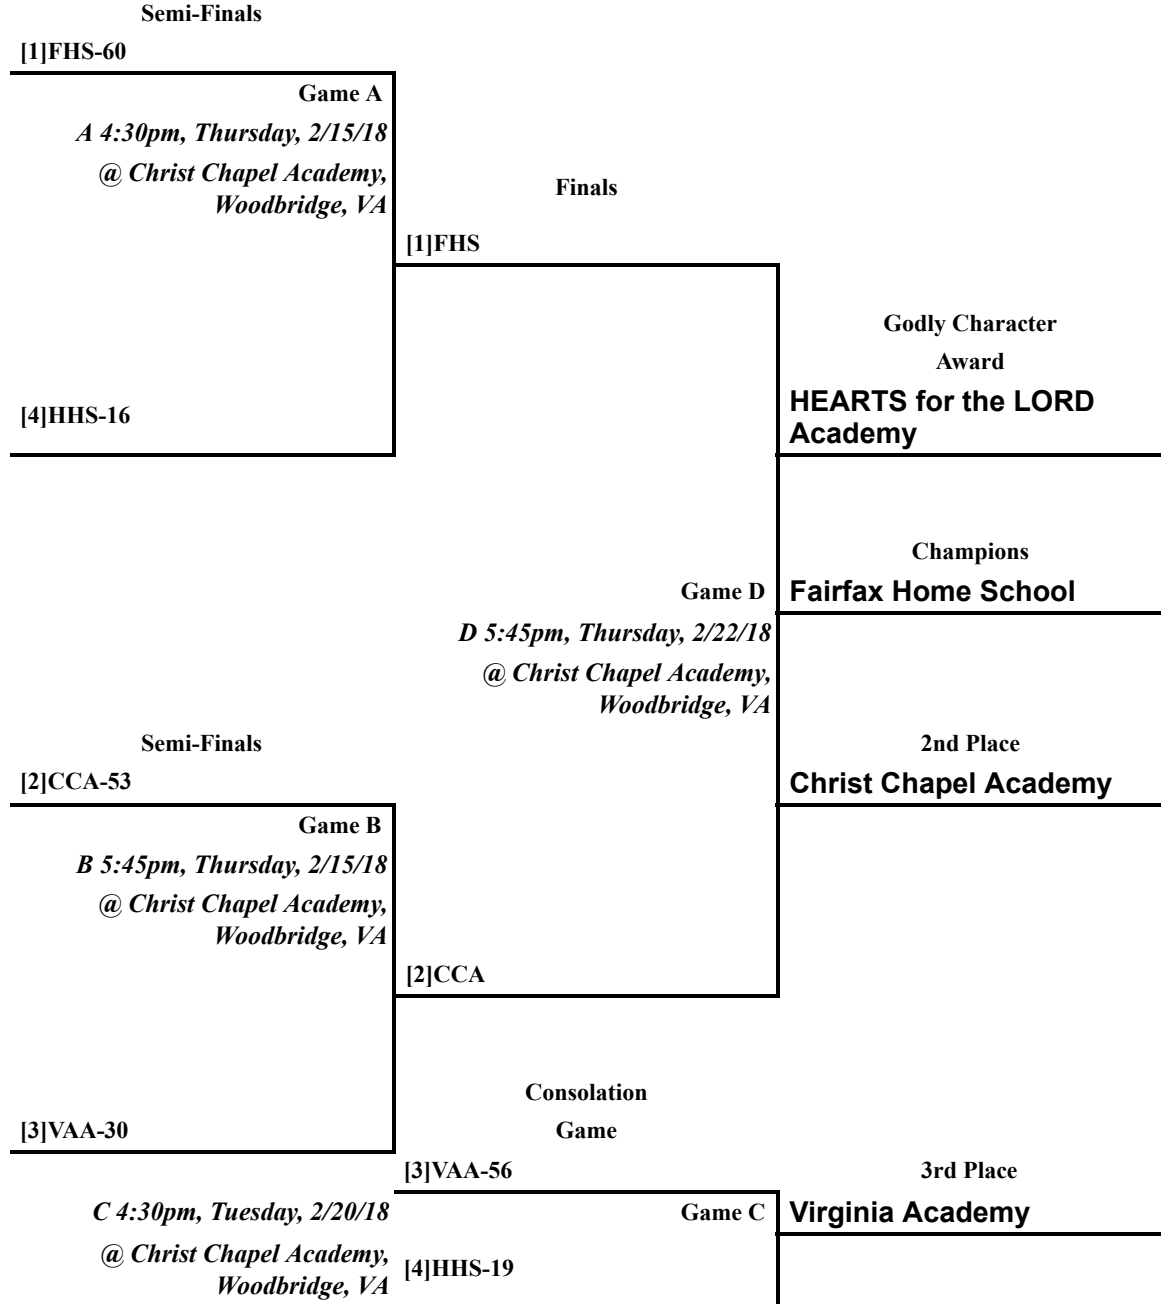 Semi-Finals
[1]FHS-60
Game A
A 4:30pm, Thursday, 2/15/18
@ Christ Chapel Academy,
Woodbridge, VA
Finals
[1]FHS
Godly Character
Award
[4]HHS-16
HEARTS for the LORD
Academy
Champions
Game D
Fairfax Home School
D 5:45pm, Thursday, 2/22/18
@ Christ Chapel Academy,
Woodbridge, VA
Semi-Finals
2nd Place
[2]CCA-53
Christ Chapel Academy
Game B
B 5:45pm, Thursday, 2/15/18
@ Christ Chapel Academy,
Woodbridge, VA
[2]CCA
Consolation
Game
[3]VAA-30
[3]VAA-56
3rd Place
C 4:30pm, Tuesday, 2/20/18
Game C
Virginia Academy
@ Christ Chapel Academy,
Woodbridge, VA
[4]HHS-19